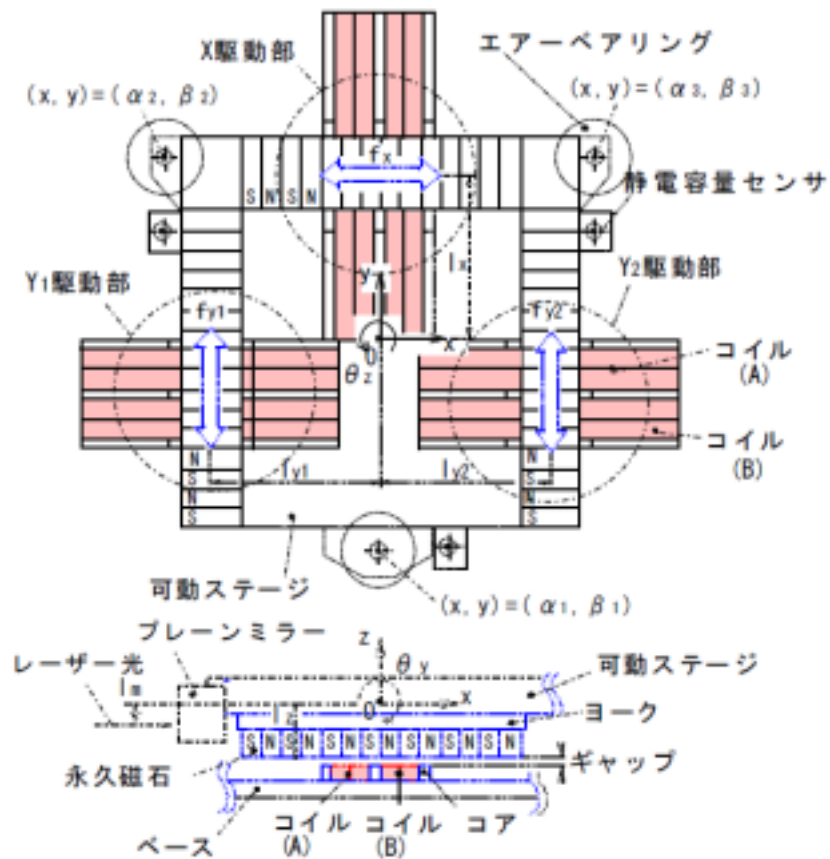 X駆動部
エアーベアリング
(x, y)=(α2, β2)
(x, y)=(α3, β3)
fx
S N S N
静電容量センサ
lx
y
Y1駆動部
Y2駆動部
fy1
fy2
x
0
θz
コイル
(A)
コイル
(B)
N
S
N
S
ly1
ly2
N
S
N
S
可動ステージ
(x, y)=(α1, β1)
プレーンミラー
レーザー光
z
θy
可動ステージ
lm
0
x
lz
ヨーク
S N S N S N S N S N S N S N
永久磁石
ギャップ
ベース
コイル
(A)
コイル
(B)
コア